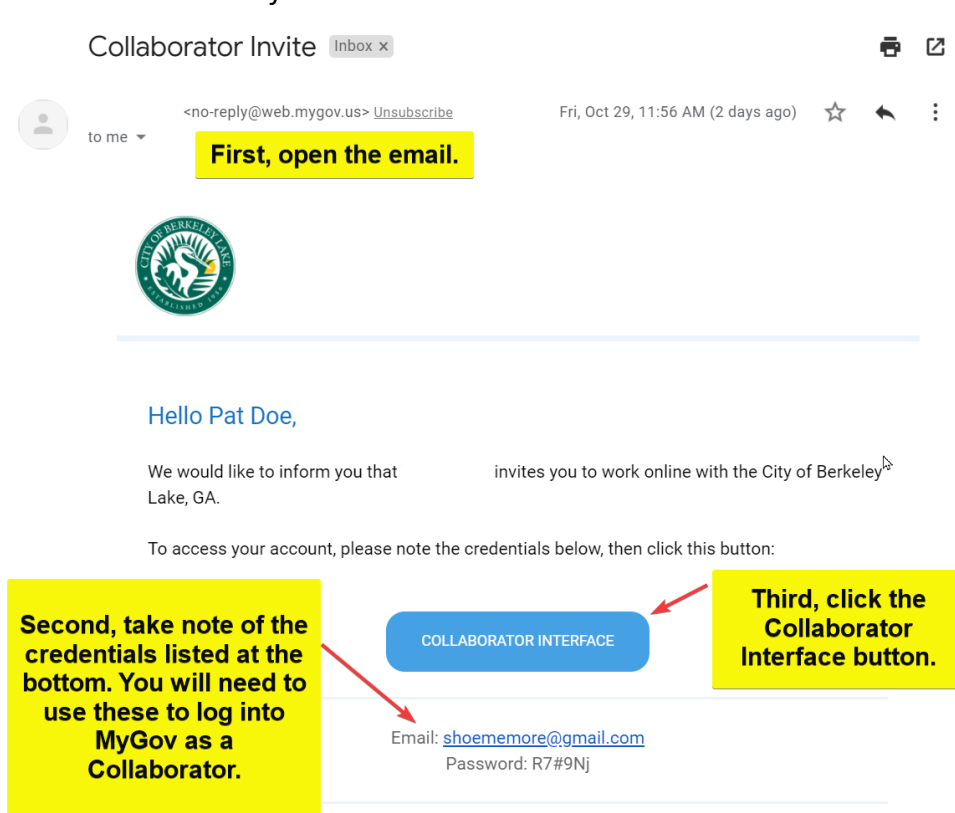 Collaborator Invite Inbox x
<no-reply@web.mygov.us> Unsubscribe Fri, Oct 29, 11:56 AM (2 days ago)
to me
First, open the email.
CITY OF BERKELEY LAKE
ESTABLISHED 1956
Hello Pat Doe,
We would like to inform you that invites you to work online with the City of Berkeley
Lake, GA.
To access your account, please note the credentials below, then click this button:
Second, take note of the
credentials listed at the
bottom. You will need to
use these to log into
MyGov as a
Collaborator.
COLLABORATOR INTERFACE
Third, click the
Collaborator
Interface button.
Email: shoememore@gmail.com
Password: R7#9Nj